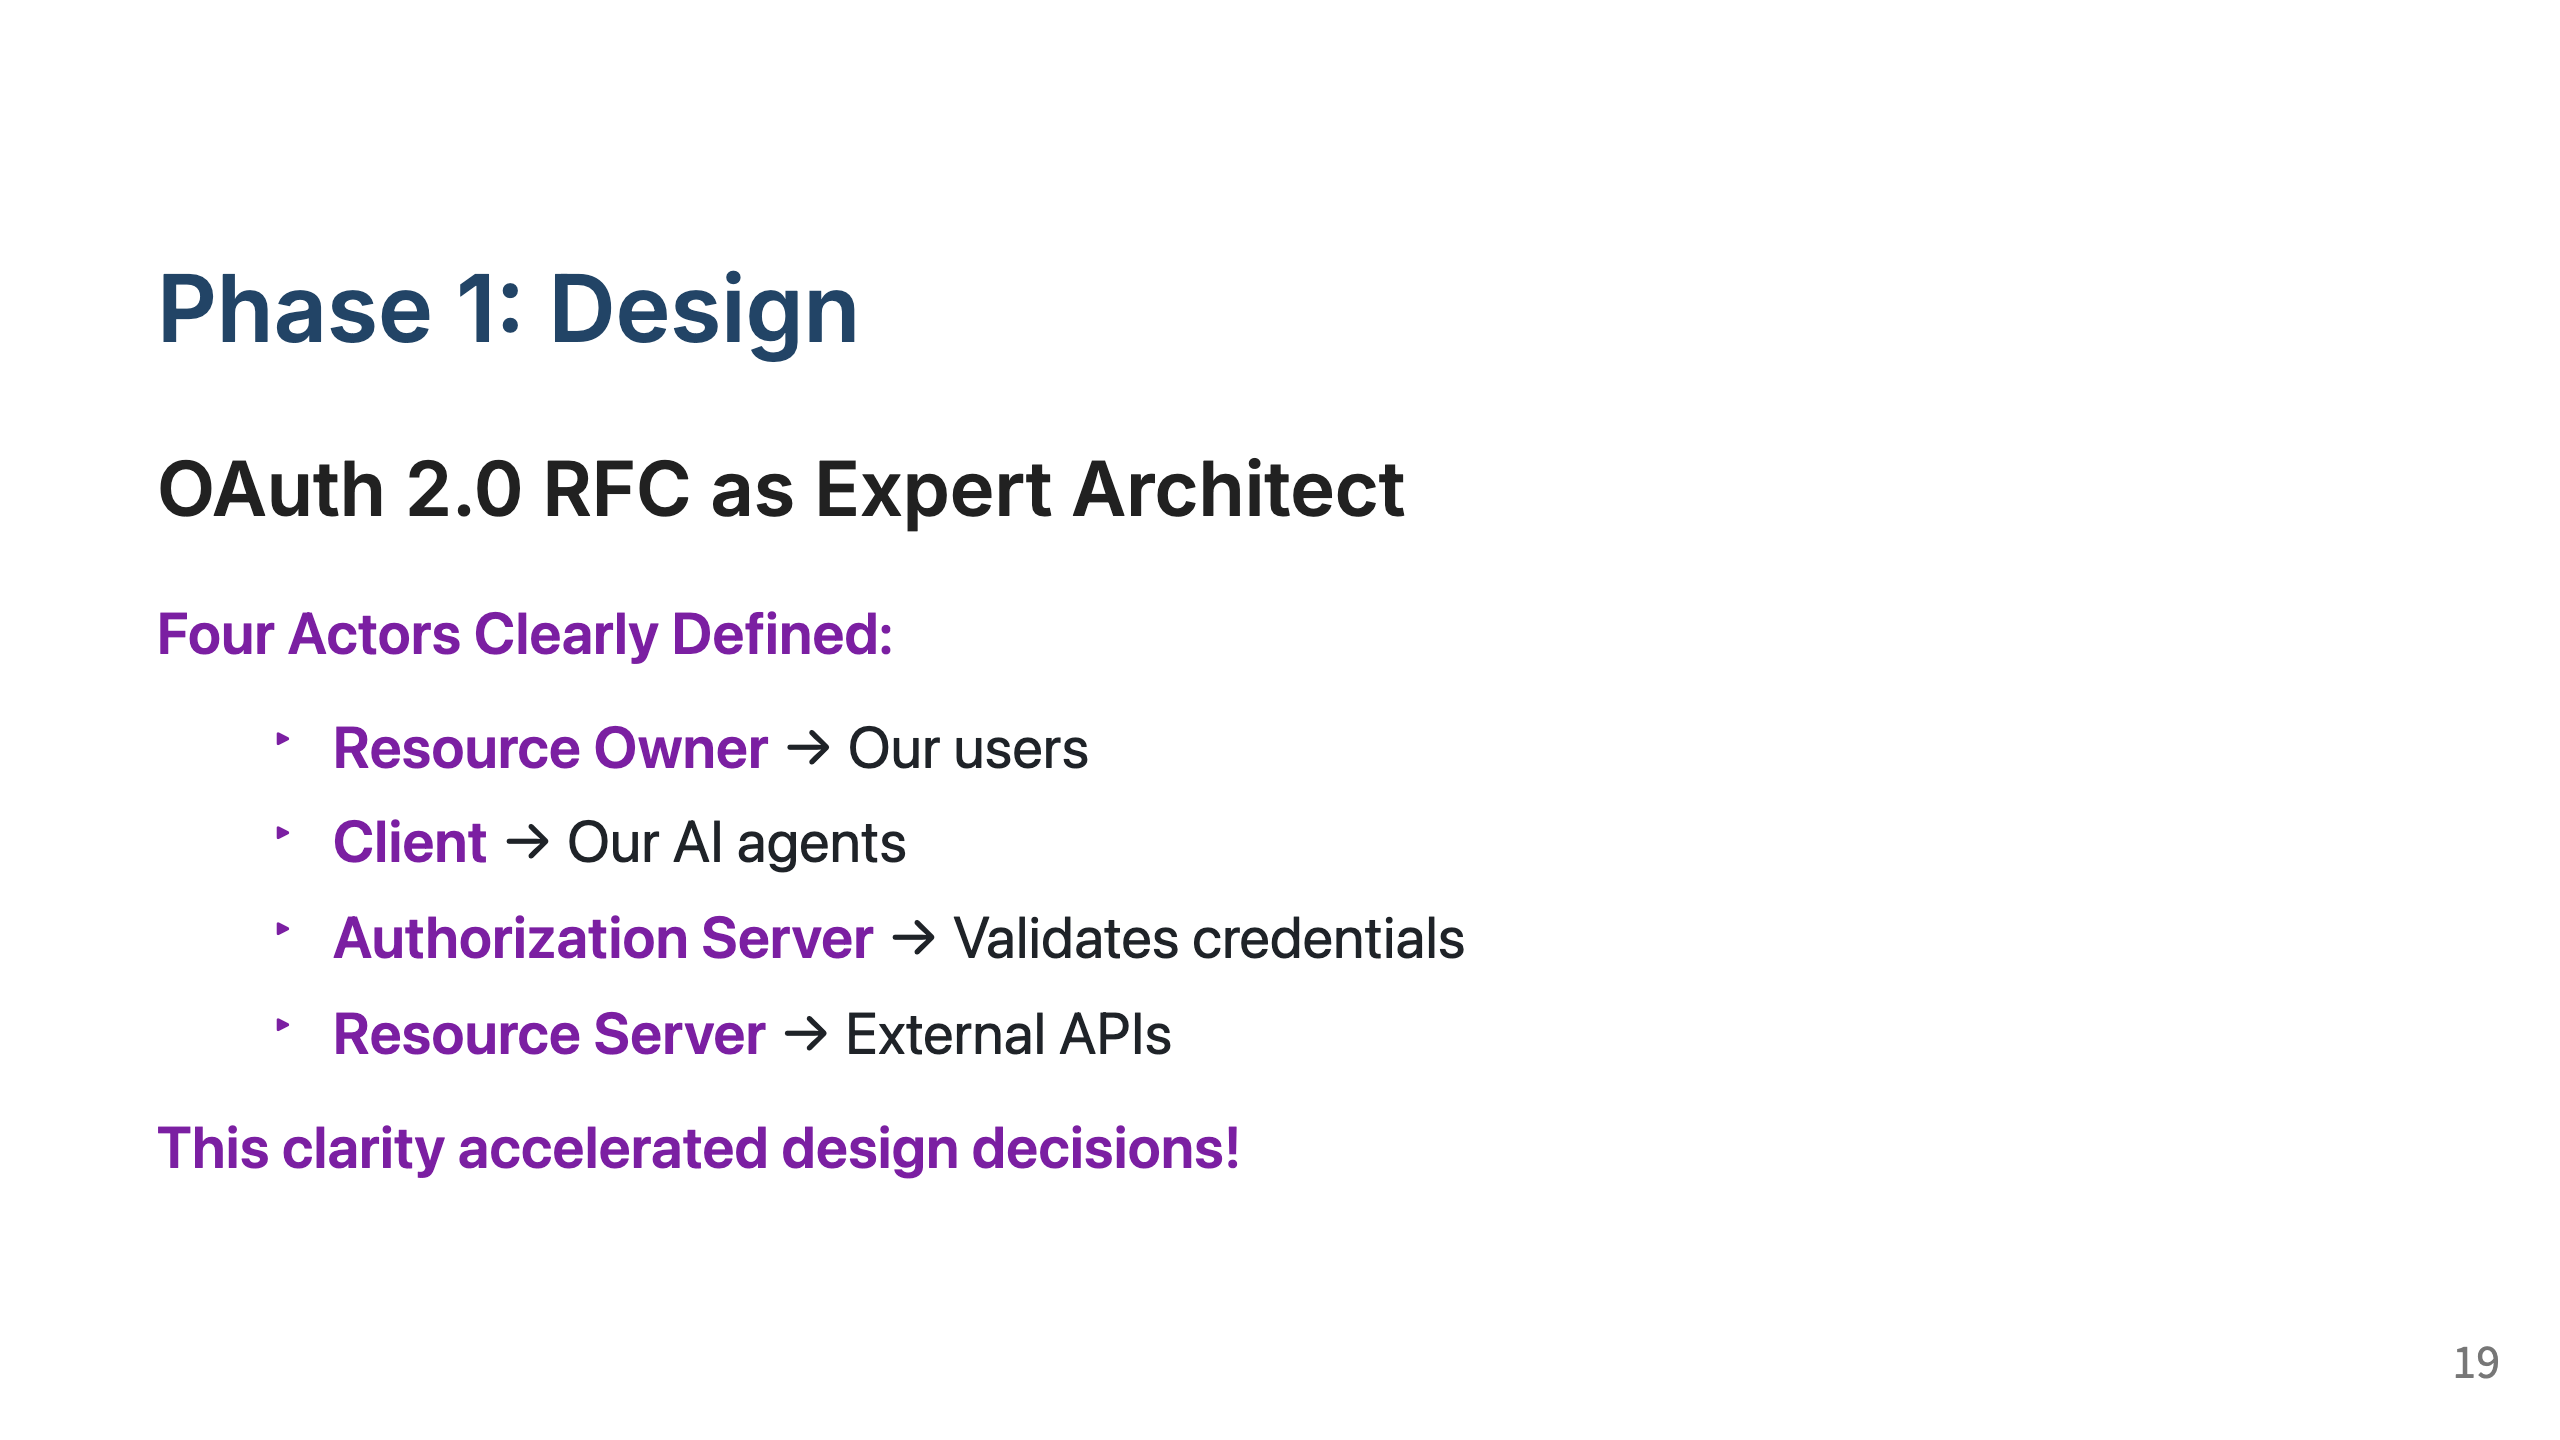 Phase 1: Design
OAuth 2.0 RFC as Expert Architect
Four Actors Clearly Defined:
‣ Resource Owner → Our users
‣ Client → Our AI agents
‣ Authorization Server → Validates credentials
‣ Resource Server → External APIs
This clarity accelerated design decisions!
19